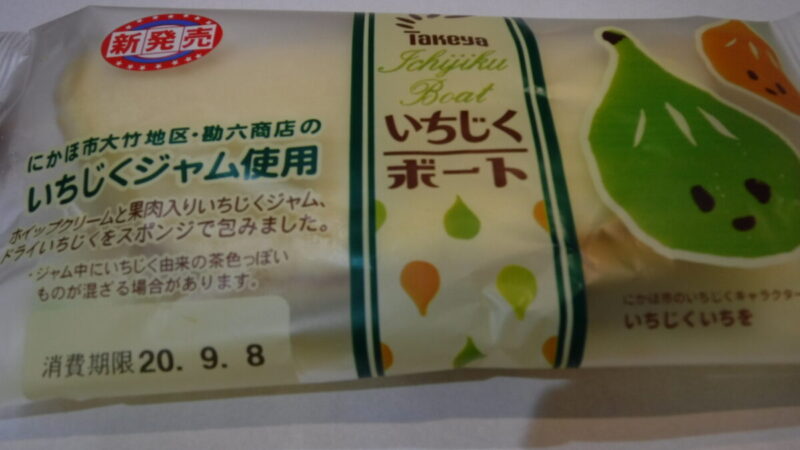 新発売
にかほ市大竹地区・勘六商店の
いちじくジャム使用
ホイップクリームと果肉入りいちじくジャム、
ドライいちじくをスポンジで包みました。
・ジャム中にいちじく由来の茶色っぽい
ものが混ざる場合があります。
消費期限20. 9. 8
Takeya
Ichijiku
Boat
いちじく
ボート
にかほ市のいちじくキャラクター
いちじくいちを